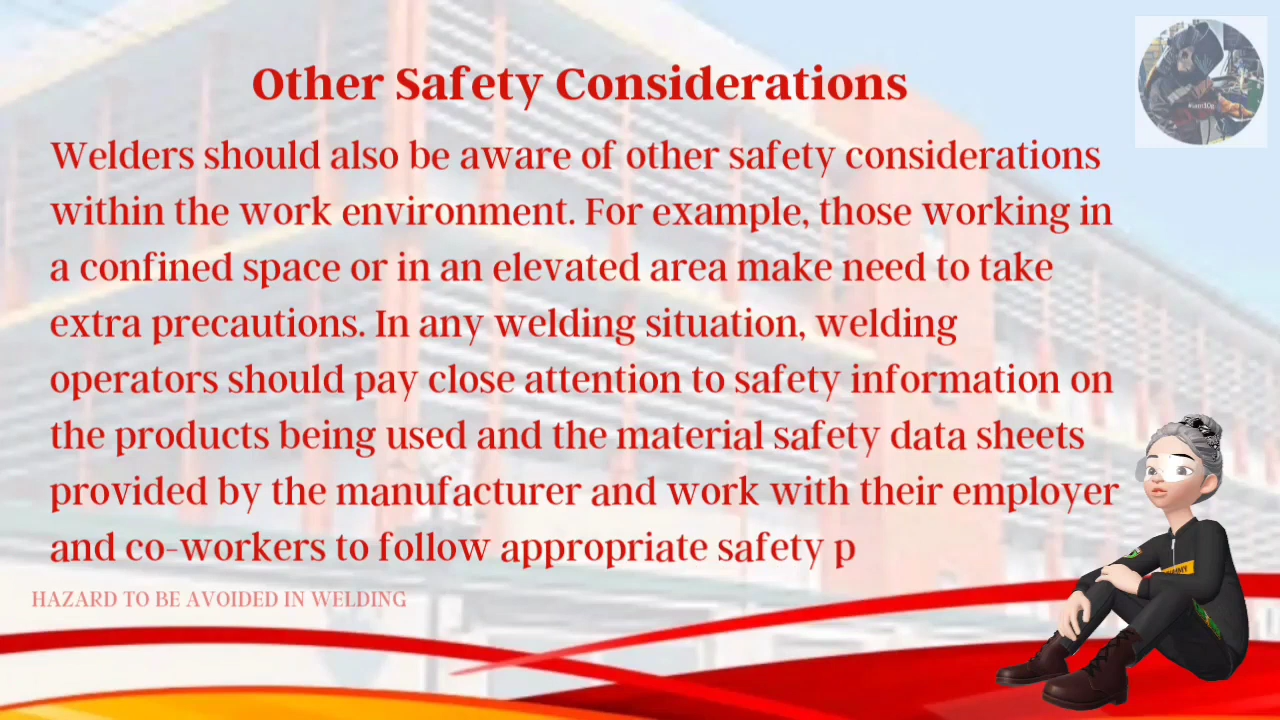 Other Safety Considerations
Welders should also be aware of other safety considerations
within the work environment. For example, those working in
a confined space or in an elevated area make need to take
extra precautions. In any welding situation, welding
operators should pay close attention to safety information on
the products being used and the material safety data sheets
provided by the manufacturer and work with their employer
and co-workers to follow appropriate safety p
HAZARD TO BE AVOIDED IN WELDING